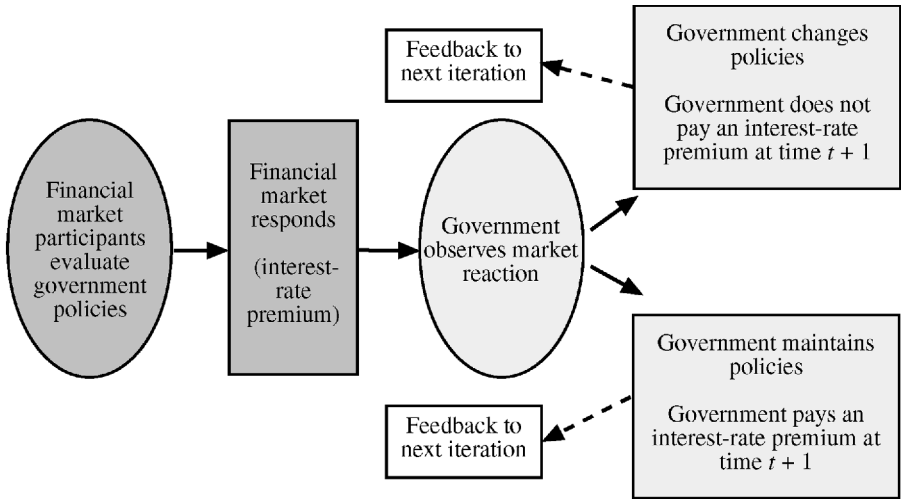 Financial
market
participants
evaluate
government
policies
Financial
market
responds
(interest-
rate
premium)
Government
observes market
reaction
Feedback to
next iteration
Government changes
policies
Government does not
pay an interest-rate
premium at time t + 1
Feedback to
next iteration
Government maintains
policies
Government pays an
interest-rate premium at
time t + 1